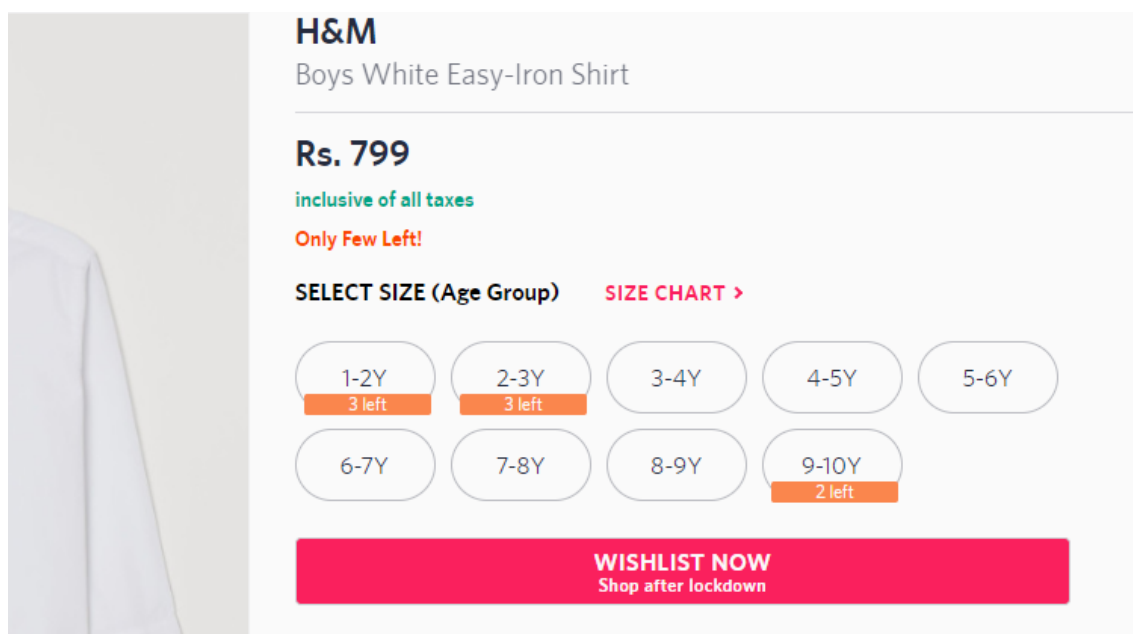 H&M
Boys White Easy-Iron Shirt
Rs. 799
inclusive of all taxes
Only Few Left!
SELECT SIZE (Age Group) SIZE CHART >
1-2Y 2-3Y 3-4Y 4-5Y 5-6Y
3 left 3 left
6-7Y 7-8Y 8-9Y 9-10Y
2 left
WISHLIST NOW
Shop after lockdown